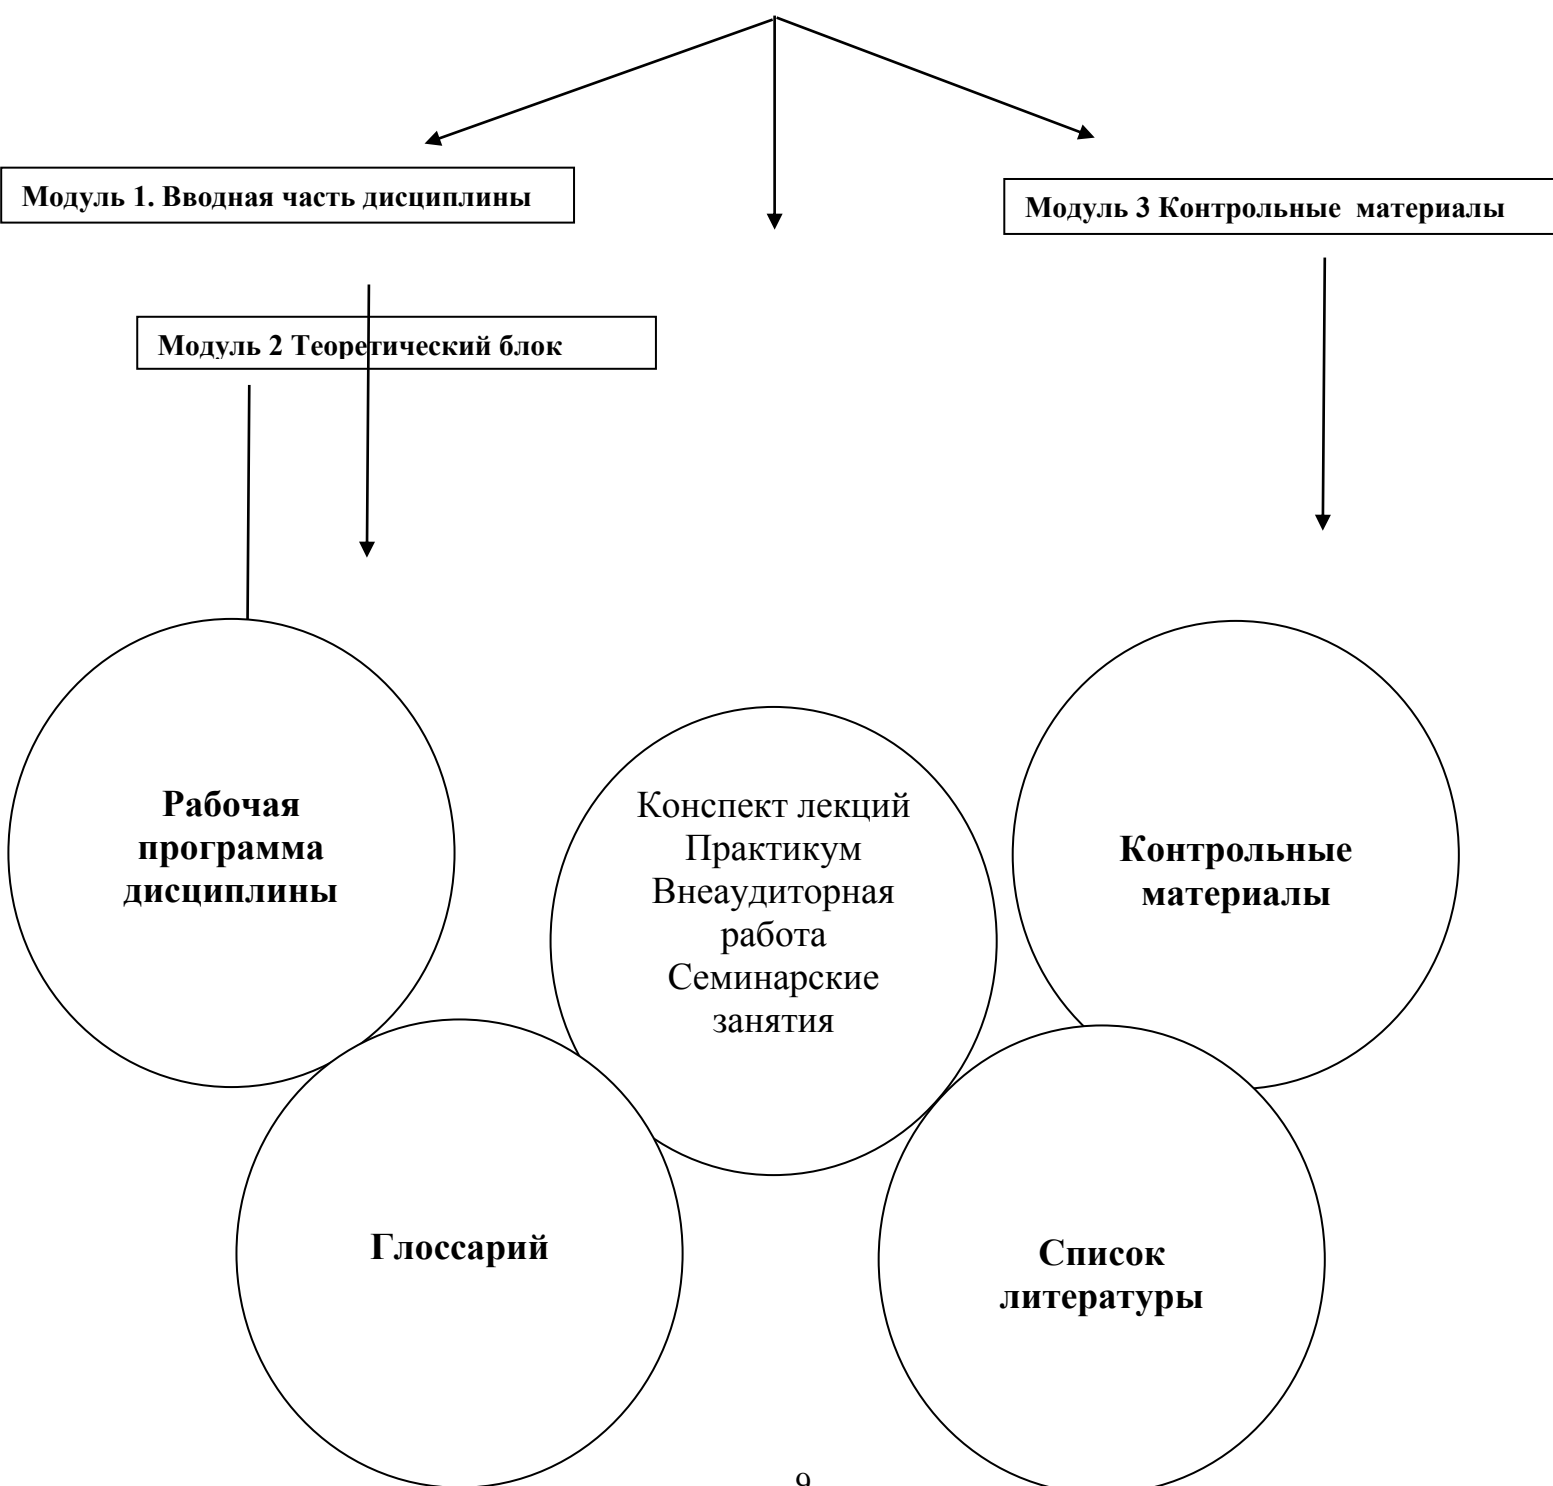 Модуль 1. Вводная часть дисциплины
Модуль 3 Контрольные материалы
Модуль 2 Теоретический блок
Рабочая
программа
дисциплины
Конспект лекций
Практикум
Внеаудиторная
работа
Семинарские
занятия
Контрольные
материалы
Глоссарий
Список
литературы
9